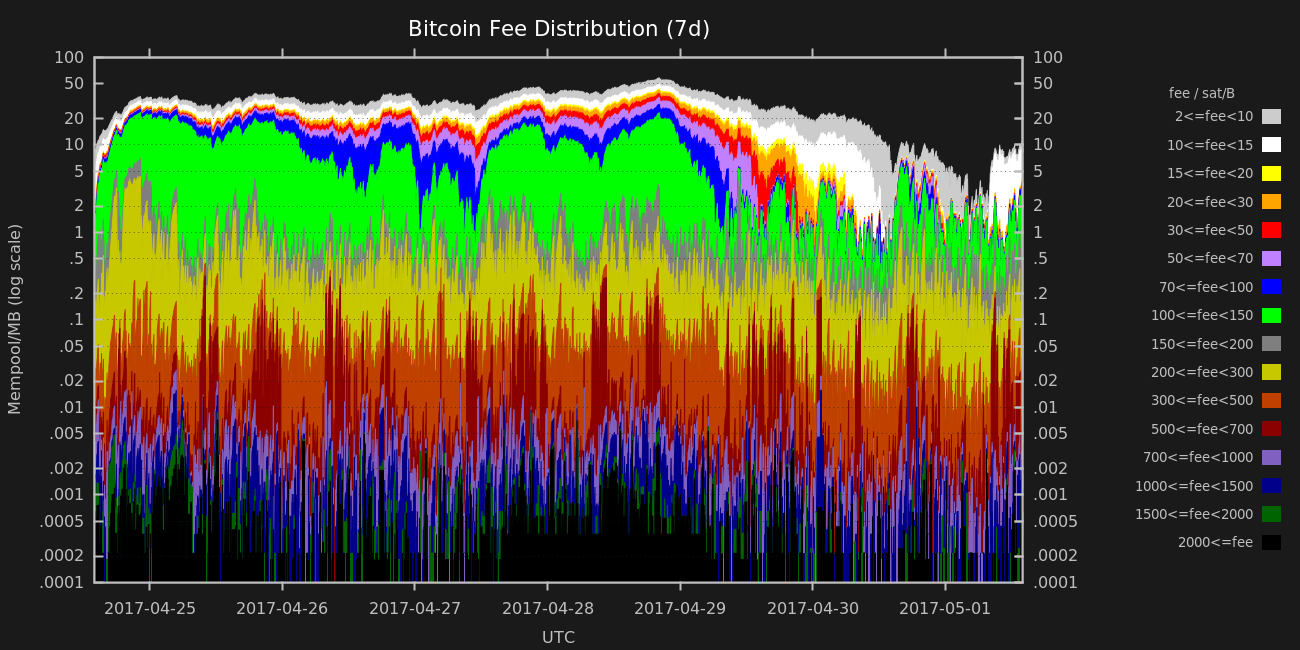 Bitcoin Fee Distribution (7d)
Mempool/MB (log scale)
100
50
20
10
5
2
1
.5
.2
.1
.05
.02
.01
.005
.002
.001
.0005
.0002
.0001
100
50
20
10
5
2
1
.5
.2
.1
.05
.02
.01
.005
.002
.001
.0005
.0002
.0001
fee / sat/B
2<=fee<10
10<=fee<15
15<=fee<20
20<=fee<30
30<=fee<50
50<=fee<70
70<=fee<100
100<=fee<150
150<=fee<200
200<=fee<300
300<=fee<500
500<=fee<700
700<=fee<1000
1000<=fee<1500
1500<=fee<2000
2000<=fee
2017-04-25 2017-04-26 2017-04-27 2017-04-28 2017-04-29 2017-04-30 2017-05-01
UTC